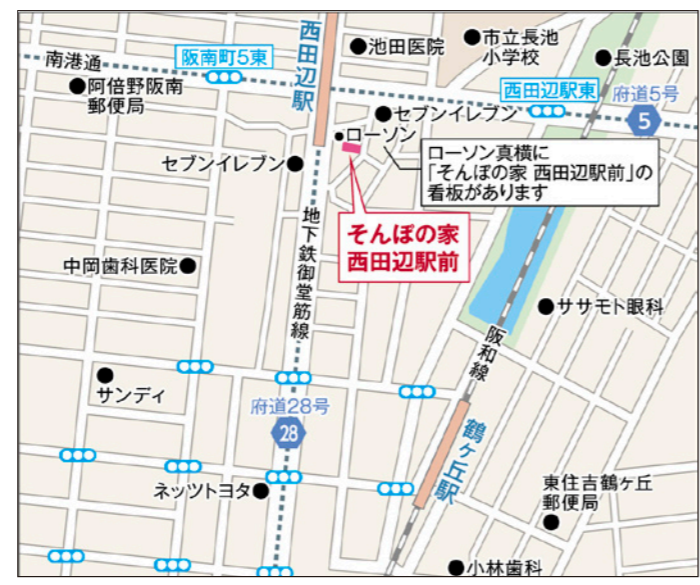 西田辺駅
池田医院
市立長池
小学校
長池公園
南港通
阪南町5東
阿倍野阪南
郵便局
西田辺駅東
府道5号
5
セブンイレブン
ローソン
セブンイレブン
ローソン真横に
「そんぽの家 西田辺駅前」の
看板があります
そんぽの家
西田辺駅前
地下鉄御堂筋線
中岡歯科医院
ササモト眼科
阪和線
サンディ
府道28号
28
鶴ヶ丘駅
ネッツトヨタ
東住吉鶴ヶ丘
郵便局
小林歯科